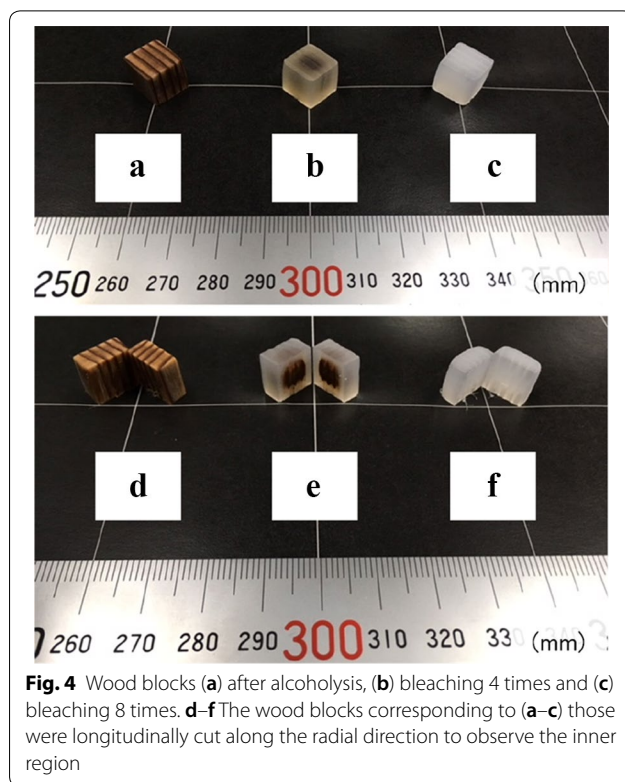 a b c
250 260 270 280 290 300 310 320 330 34 (mm)
d e f
260 270 280 290 300 310 320 33 (mm)
Fig. 4 Wood blocks (a) after alcoholysis, (b) bleaching 4 times and (c)
bleaching 8 times. d–f The wood blocks corresponding to (a–c) those
were longitudinally cut along the radial direction to observe the inner
region